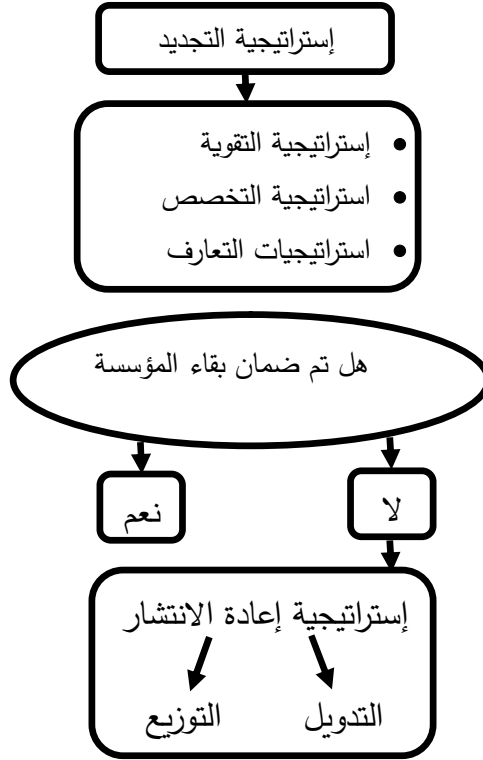 إستراتيجية التجديد
• إستراتيجية التقوية
• استراتيجية التخصص
• استراتيجيات التعارف
هل تم ضمان بقاء المؤسسة
لا
نعم
إستراتيجية إعادة الانتشار
التدويل
التوزيع